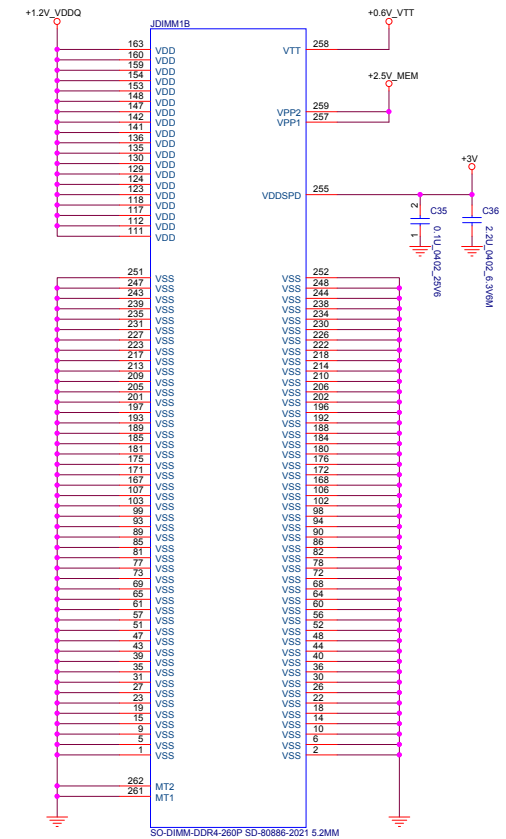 +1.2V_VDDQ
+0.6V_VTT
JDIMM1B
163 VDD VTT 258
160 VDD
159 VDD
154 VDD
+2.5V_MEM
153 VDD
148 VDD
147 VDD VPP2 259
142 VDD VPP1 257
141 VDD
136 VDD
135 VDD
+3V
130 VDD
129 VDD
124 VDD
123 VDD VDDSPD 255
118 VDD
117 VDD
112 VDD
111 VDD
2 C35 1 0.1U_0402_25V6
C36 2.2U_0402_6.3V6M
251 VSS VSS 252
247 VSS VSS 248
243 VSS VSS 244
239 VSS VSS 238
235 VSS VSS 234
231 VSS VSS 230
227 VSS VSS 226
223 VSS VSS 222
217 VSS VSS 218
213 VSS VSS 214
209 VSS VSS 210
205 VSS VSS 206
201 VSS VSS 202
197 VSS VSS 196
193 VSS VSS 192
189 VSS VSS 188
185 VSS VSS 184
181 VSS VSS 180
175 VSS VSS 176
171 VSS VSS 172
167 VSS VSS 168
107 VSS VSS 106
103 VSS VSS 102
99 VSS VSS 98
93 VSS VSS 94
89 VSS VSS 90
85 VSS VSS 86
81 VSS VSS 82
77 VSS VSS 78
73 VSS VSS 72
69 VSS VSS 68
65 VSS VSS 64
61 VSS VSS 60
57 VSS VSS 56
51 VSS VSS 52
47 VSS VSS 48
43 VSS VSS 44
39 VSS VSS 40
35 VSS VSS 36
31 VSS VSS 30
27 VSS VSS 26
23 VSS VSS 22
19 VSS VSS 18
15 VSS VSS 14
9 VSS VSS 10
5 VSS VSS 6
1 VSS VSS 2
262 MT2
261 MT1
SO-DIMM-DDR4-260P SD-80886-2021 5.2MM